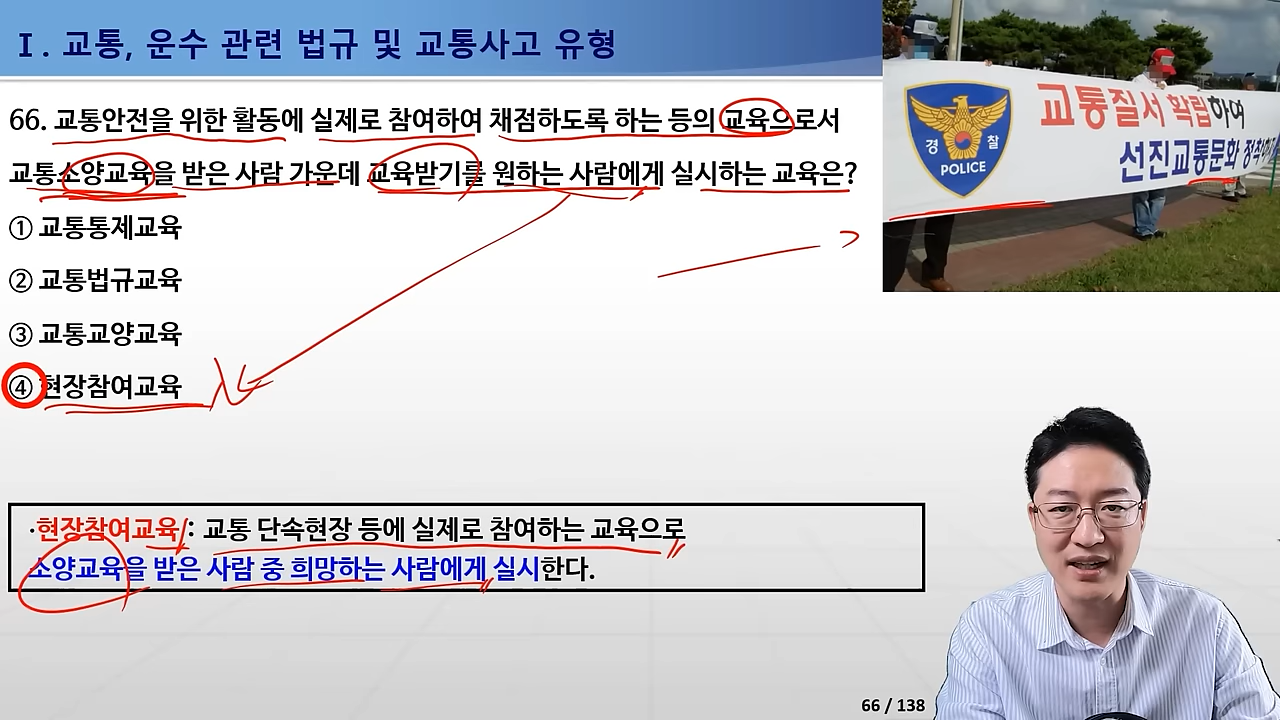 Ⅰ. 교통, 운수 관련 법규 및 교통사고 유형
66. 교통안전을 위한 활동에 실제로 참여하여 채점하도록 하는 등의 교육으로서
교통소양교육을 받은 사람 가운데 교육받기를 원하는 사람에게 실시하는 교육은?
① 교통통제교육
② 교통법규교육
③ 교통교양교육
④ 현장참여교육
·현장참여교육 : 교통 단속현장 등에 실제로 참여하는 교육으로
소양교육을 받은 사람 중 희망하는 사람에게 실시한다.
교통질서 확립하여
선진교통문화
경찰
POLICE
66 / 138